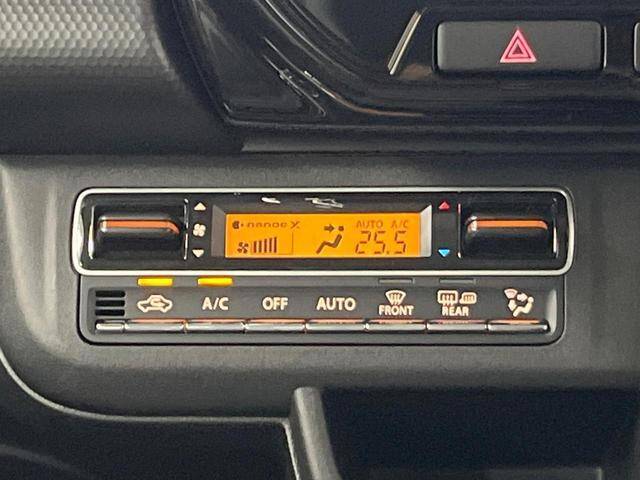 nanoe X
AUTO A/C
25.5
A/C OFF AUTO FRONT REAR